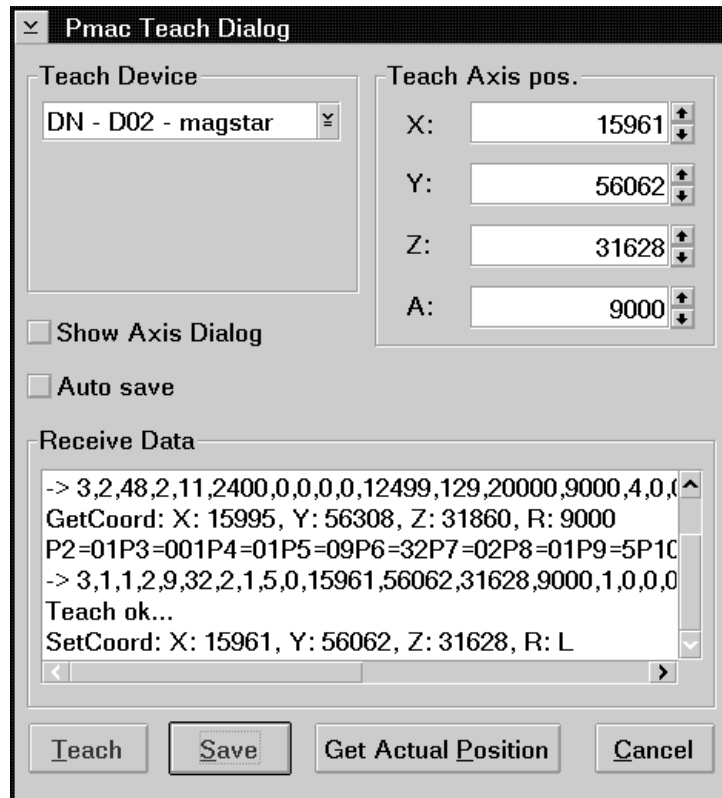 Pmac Teach Dialog
Teach Device
DN - D02 - magstar
Teach Axis pos.
X: 15961
Y: 56062
Z: 31628
A: 9000
Show Axis Dialog
Auto save
Receive Data
-> 3,2,48,2,11,2400,0,0,0,0,12499,129,20000,9000,4,0,0
GetCoord: X: 15995, Y: 56308, Z: 31860, R: 9000
P2=01P3=001P4=01P5=09P6=32P7=02P8=01P9=5P10
-> 3,1,1,2,9,32,2,1,5,0,15961,56062,31628,9000,1,0,0,0
Teach ok...
SetCoord: X: 15961, Y: 56062, Z: 31628, R: L
Teach
Save
Get Actual Position
Cancel